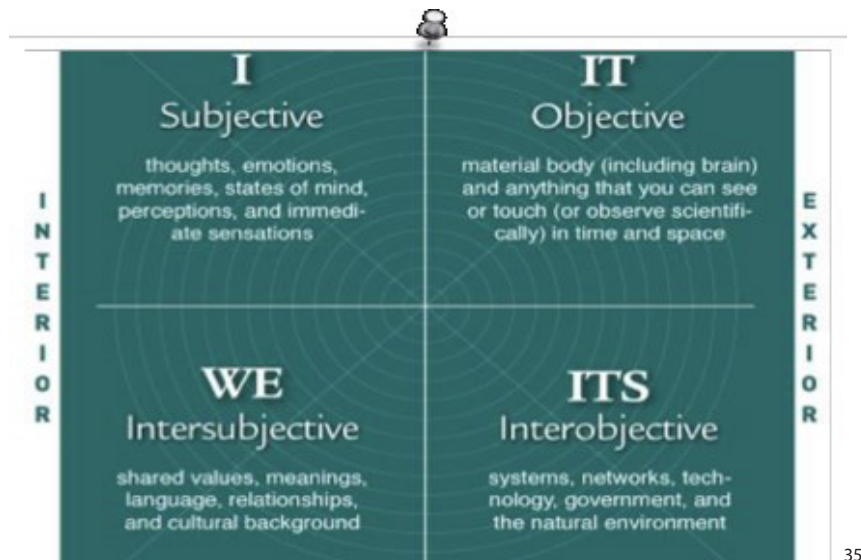 I
Subjective
thoughts, emotions,
memories, states of mind,
perceptions, and immedi-
ate sensations
IT
Objective
material body (including brain)
and anything that you can see
or touch (or observe scientifi-
cally) in time and space
INTERIOR
EXTERIOR
WE
Intersubjective
shared values, meanings,
language, relationships,
and cultural background
ITS
Interobjective
systems, networks, tech-
nology, government, and
the natural environment
35